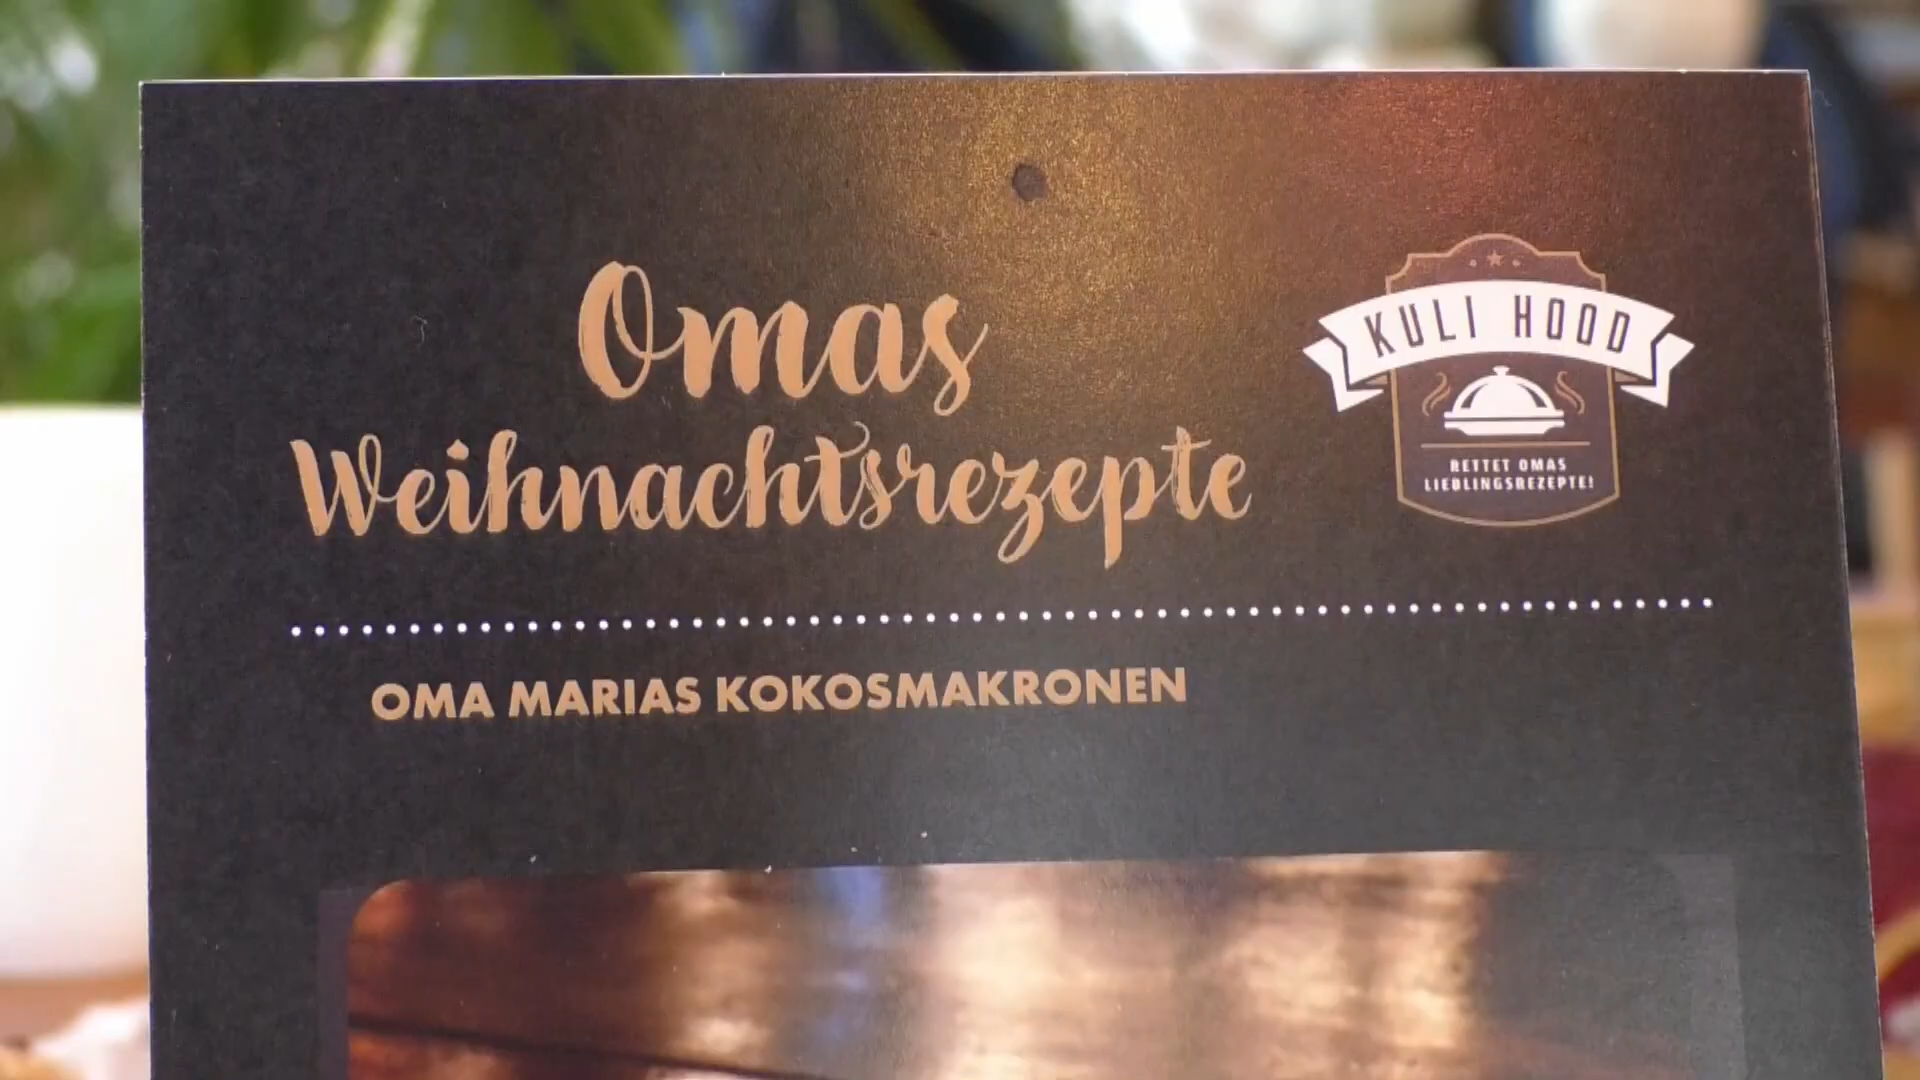 Omas
Weihnachtsrezepte
KULI HOOD
RETTET OMAS
LIEBLINGSREZEPTE!
OMA MARIAS KOKOSMAKRONEN